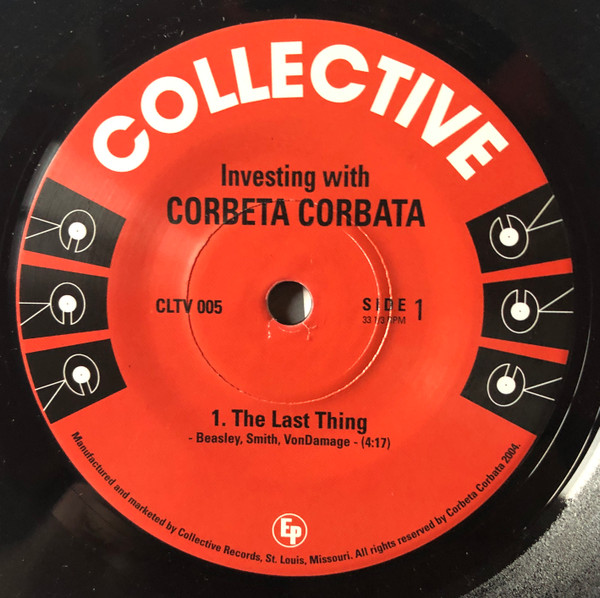 COLLECTIVE
Investing with
CORBETA CORBATA
CLTV 005
SIDE 1
33 1/3 RPM
1. The Last Thing
- Beasley, Smith, VonDamage - (4:17)
Manufactured and marketed by Collective Records, St. Louis, Missouri. All rights reserved by Corbeta Corbata 2004.
EP